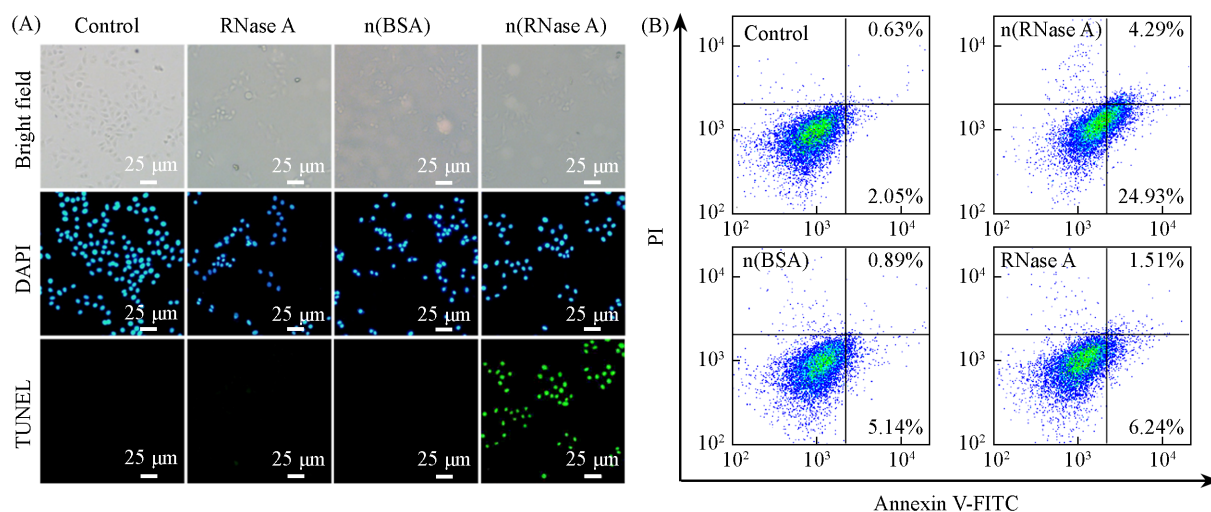 (A)
Control
RNase A
n(BSA)
n(RNase A)
Bright field
25 μm
25 μm
25 μm
25 μm
DAPI
25 μm
25 μm
25 μm
25 μm
TUNEL
25 μm
25 μm
25 μm
25 μm
(B)
PI
Control
0.63%
10⁴
10³
10²
2.05%
10²
10³
10⁴
n(RNase A)
4.29%
10⁴
10³
10²
24.93%
10²
10³
10⁴
n(BSA)
0.89%
10⁴
10³
10²
5.14%
10²
10³
10⁴
RNase A
1.51%
10⁴
10³
10²
6.24%
10²
10³
10⁴
Annexin V-FITC